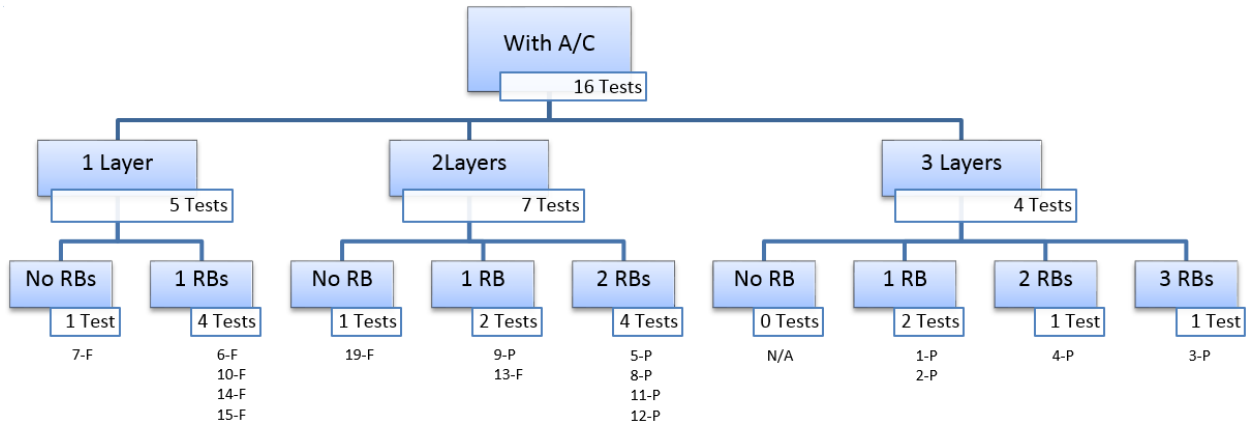 With A/C
16 Tests
1 Layer
5 Tests
2Layers
7 Tests
3 Layers
4 Tests
No RBs
1 Test
1 RBs
4 Tests
No RB
1 Tests
1 RB
2 Tests
2 RBs
4 Tests
No RB
0 Tests
1 RB
2 Tests
2 RBs
1 Test
3 RBs
1 Test
7-F
6-F
10-F
14-F
15-F
19-F
9-P
13-F
5-P
8-P
11-P
12-P
N/A
1-P
2-P
4-P
3-P